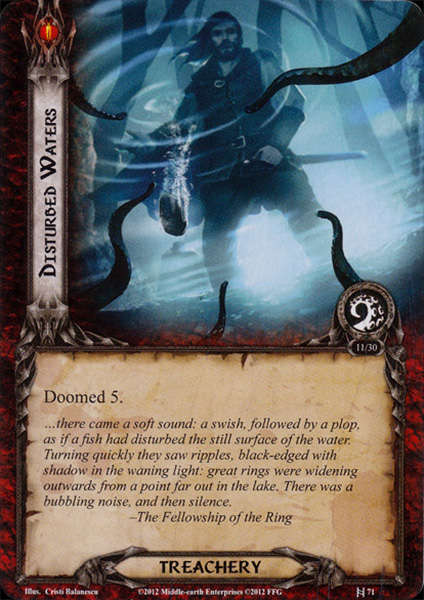 DISTURBED WATERS
11/30
Doomed 5.
...there came a soft sound: a swish, followed by a plop,
as if a fish had disturbed the still surface of the water.
Turning quickly they saw ripples, black-edged with
shadow in the waning light: great rings were widening
outwards from a point far out in the lake. There was a
bubbling noise, and then silence.
–The Fellowship of the Ring
TREACHERY
Illus. Cristi Balanescu ©2012 Middle-earth Enterprises ©2012 FFG 71